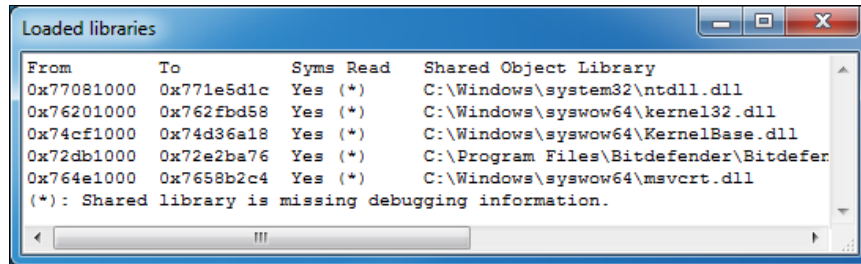 Loaded libraries
From To Syms Read Shared Object Library
0x77081000 0x771e5d1c Yes (*) C:\Windows\system32\ntdll.dll
0x76201000 0x762fbd58 Yes (*) C:\Windows\syswow64\kernel32.dll
0x74cf1000 0x74d36a18 Yes (*) C:\Windows\syswow64\KernelBase.dll
0x72db1000 0x72e2ba76 Yes (*) C:\Program Files\Bitdefender\Bitdefen
0x764e1000 0x7658b2c4 Yes (*) C:\Windows\syswow64\msvcrt.dll
(*): Shared library is missing debugging information.